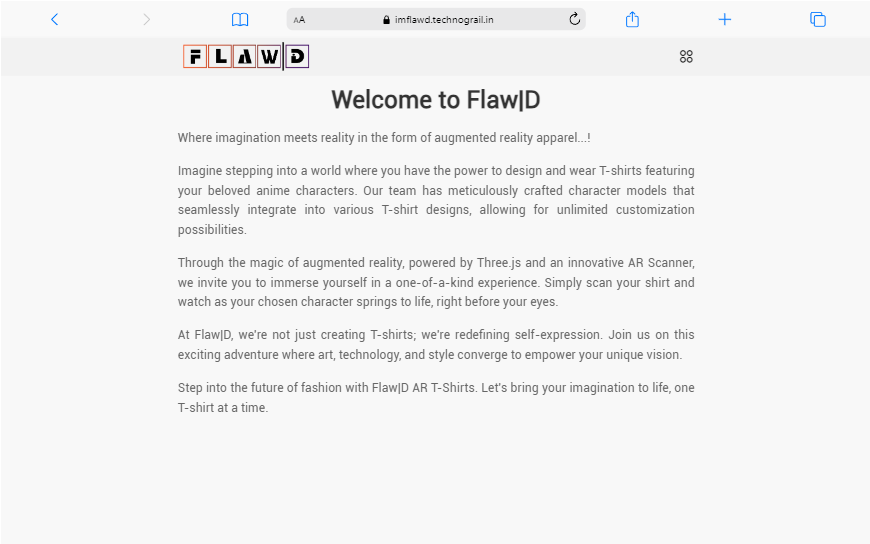 AA imflawd.technograil.in
FLAW|D
Welcome to Flaw|D
Where imagination meets reality in the form of augmented reality apparel...!
Imagine stepping into a world where you have the power to design and wear T-shirts featuring
your beloved anime characters. Our team has meticulously crafted character models that
seamlessly integrate into various T-shirt designs, allowing for unlimited customization
possibilities.
Through the magic of augmented reality, powered by Three.js and an innovative AR Scanner,
we invite you to immerse yourself in a one-of-a-kind experience. Simply scan your shirt and
watch as your chosen character springs to life, right before your eyes.
At Flaw|D, we're not just creating T-shirts; we're redefining self-expression. Join us on this
exciting adventure where art, technology, and style converge to empower your unique vision.
Step into the future of fashion with Flaw|D AR T-Shirts. Let's bring your imagination to life, one
T-shirt at a time.